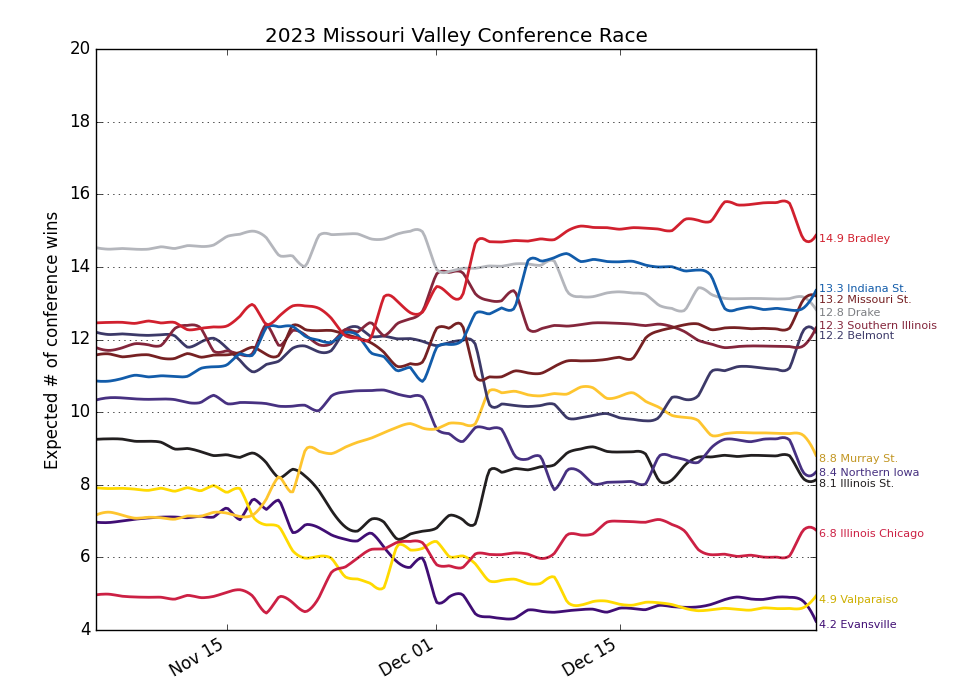 2023 Missouri Valley Conference Race
Expected # of conference wins
20
18
16
14
12
10
8
6
4
14.9 Bradley
13.3 Indiana St.
13.2 Missouri St.
12.8 Drake
12.3 Southern Illinois
12.2 Belmont
8.8 Murray St.
8.4 Northern Iowa
8.1 Illinois St.
6.8 Illinois Chicago
4.9 Valparaiso
4.2 Evansville
Nov 15
Dec 01
Dec 15